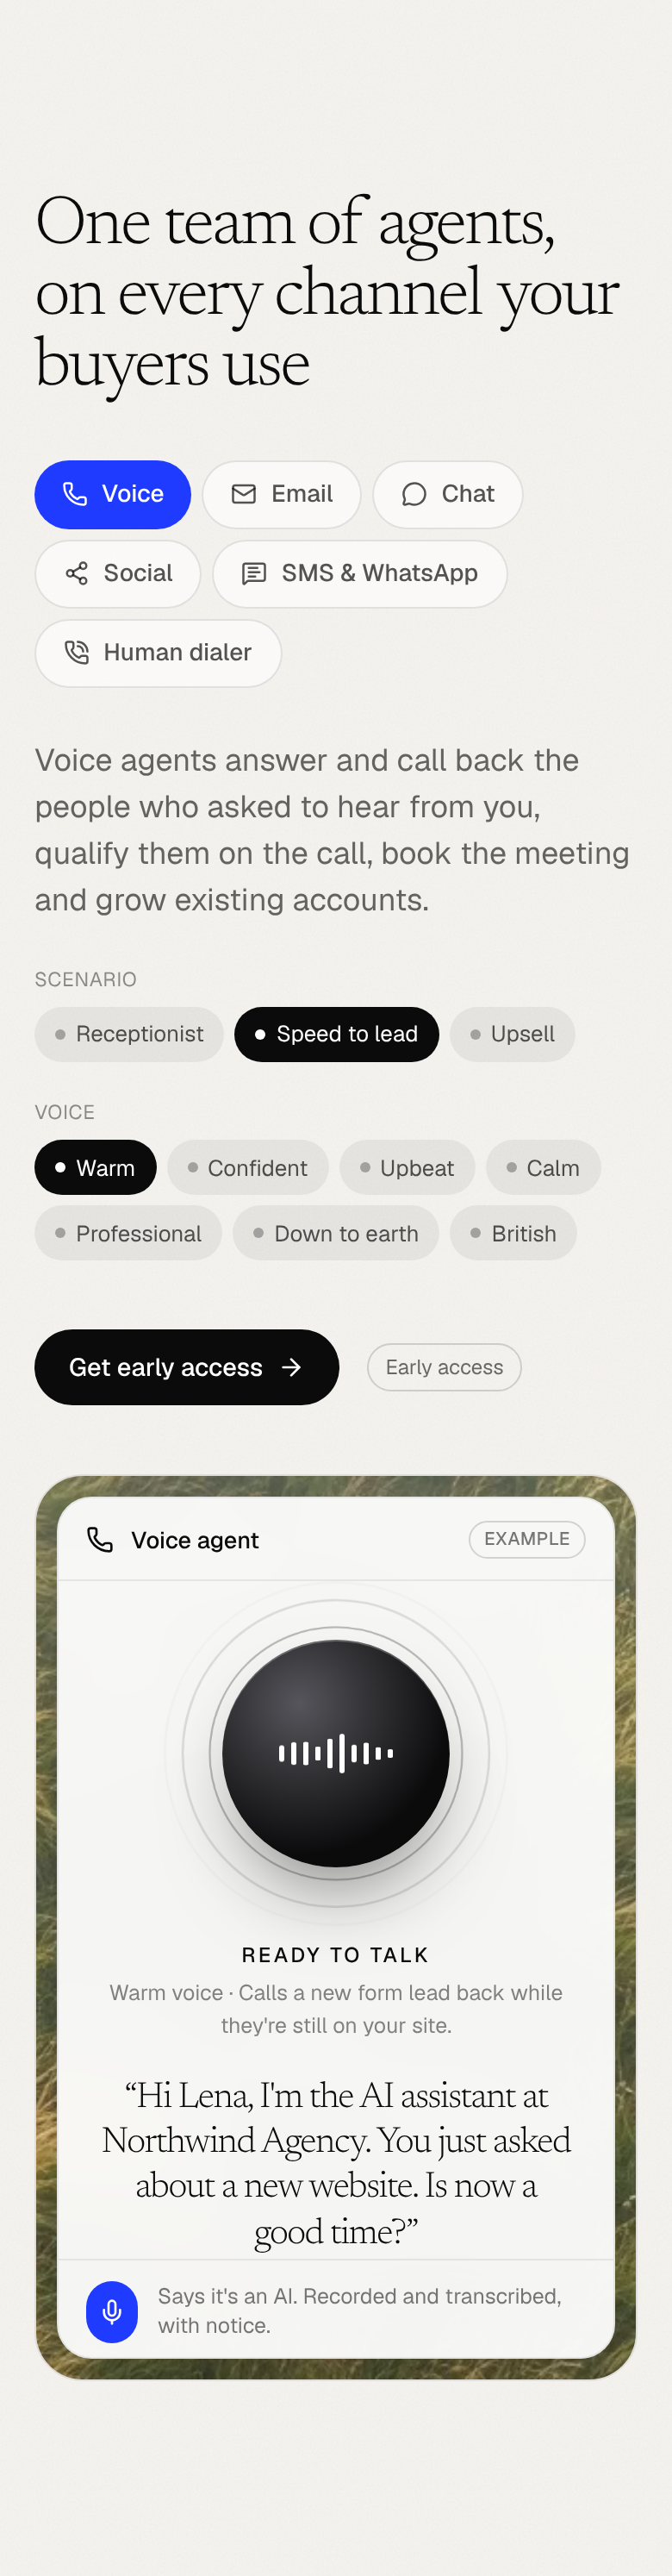 One team of agents,
on every channel your
buyers use
Voice
Email
Chat
Social
SMS & WhatsApp
Human dialer
Voice agents answer and call back the
people who asked to hear from you,
qualify them on the call, book the meeting
and grow existing accounts.
SCENARIO
Receptionist
Speed to lead
Upsell
VOICE
Warm
Confident
Upbeat
Calm
Professional
Down to earth
British
Get early access
Early access
Voice agent
EXAMPLE
READY TO TALK
Warm voice · Calls a new form lead back while
they're still on your site.
“Hi Lena, I'm the AI assistant at
Northwind Agency. You just asked
about a new website. Is now a
good time?”
Says it's an AI. Recorded and transcribed,
with notice.